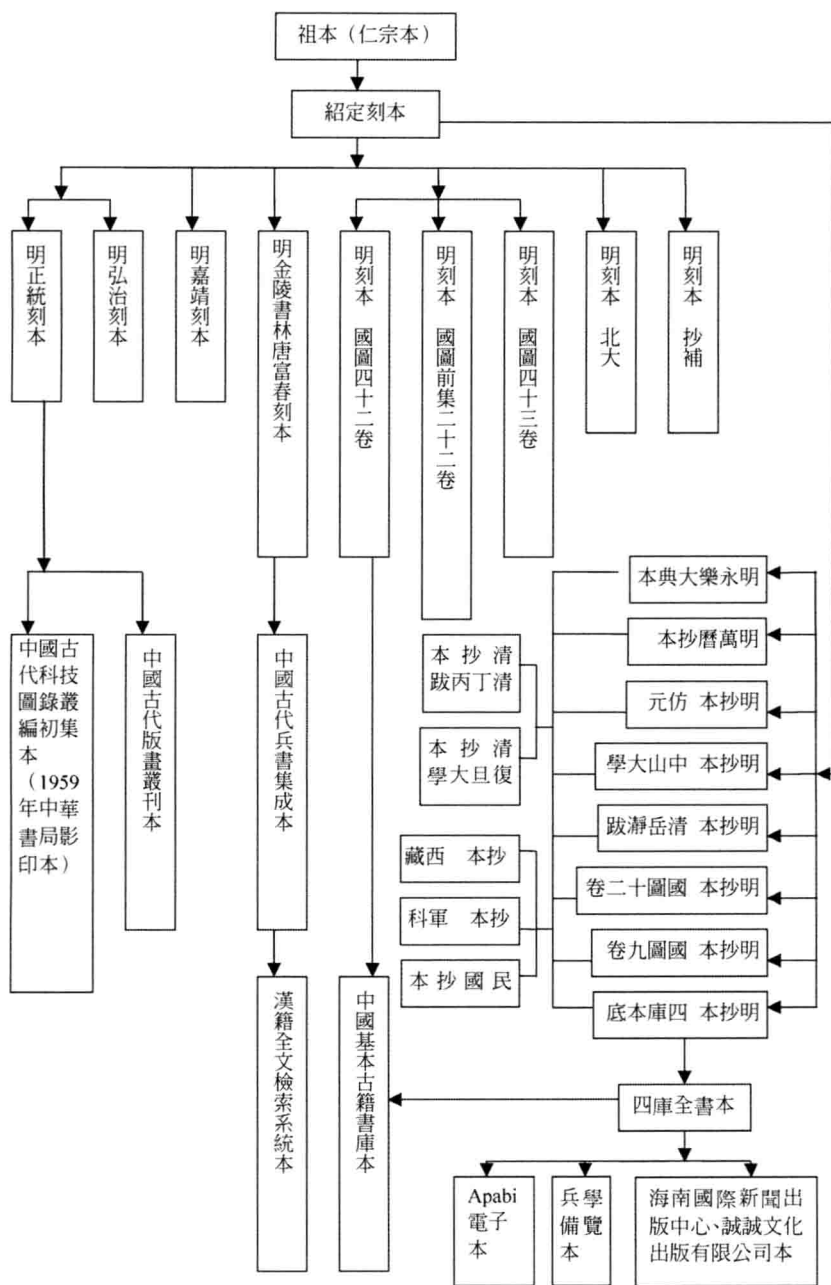 祖本（仁宗本）
紹定刻本
明正統刻本
明弘治刻本
明嘉靖刻本
明金陵書林唐富春刻本
明刻本　國圖四十二卷
明刻本　國圖前集二十二卷
明刻本　國圖四十三卷
明刻本　北大
明刻本　抄補
中國古
代科技
圖錄叢
編初集
本
（1959
年中華
書局影
印本）
中國古代版畫叢刊本
中國古代兵書集成本
漢籍全文檢索系統本
中國基本古籍書庫本
本抄清
跋丙丁清
本抄清
學大旦復
藏西　本抄
科軍　本抄
本抄國民
本典大樂永明
本抄曆萬明
元仿　本抄明
學大山中　本抄明
跋瀞岳清　本抄明
卷二十圖國　本抄明
卷九圖國　本抄明
底本庫四　本抄明
四庫全書本
Apabi
電子
本
兵學
備覽
本
海南國際新聞出
版中心、誠誠文化
出版有限公司本